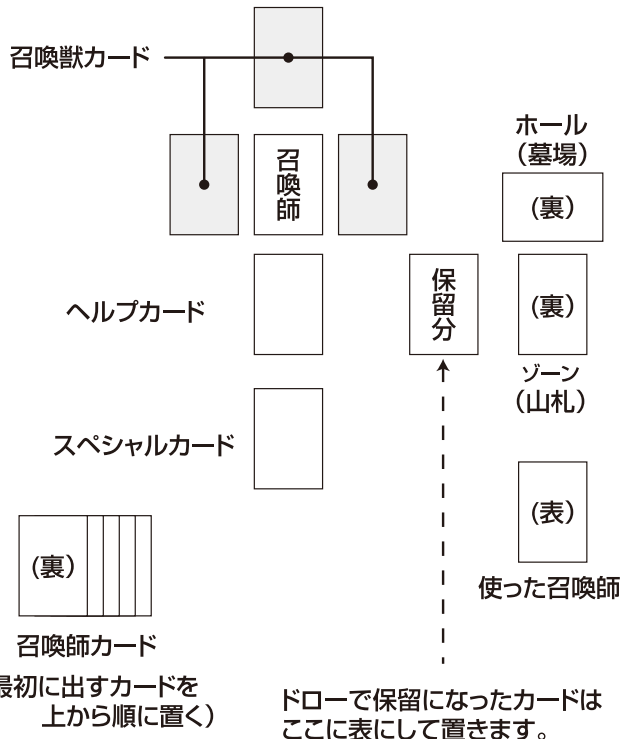 召喚獣カード
召喚師
ホール
（墓場）
（裏）
ヘルプカード
保留分
（裏）
ゾーン
（山札）
スペシャルカード
（表）
使った召喚師
（裏）
召喚師カード
最初に出すカードを
上から順に置く）
ドローで保留になったカードは
ここに表にして置きます。